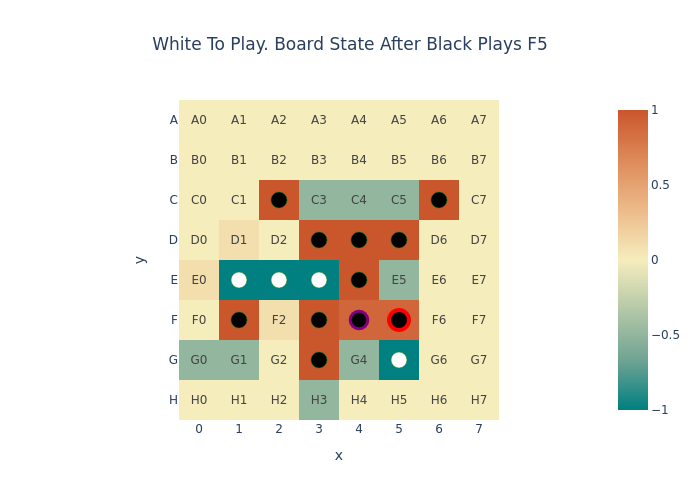 White To Play. Board State After Black Plays F5
A A0 A1 A2 A3 A4 A5 A6 A7
B B0 B1 B2 B3 B4 B5 B6 B7
C C0 C1 C3 C4 C5 C7
D D0 D1 D2 D6 D7
E E0 E5 E6 E7
F F0 F2 F6 F7
G G0 G1 G2 G4 G6 G7
H H0 H1 H2 H3 H4 H5 H6 H7
0 1 2 3 4 5 6 7
x
y
1
0.5
0
−0.5
−1